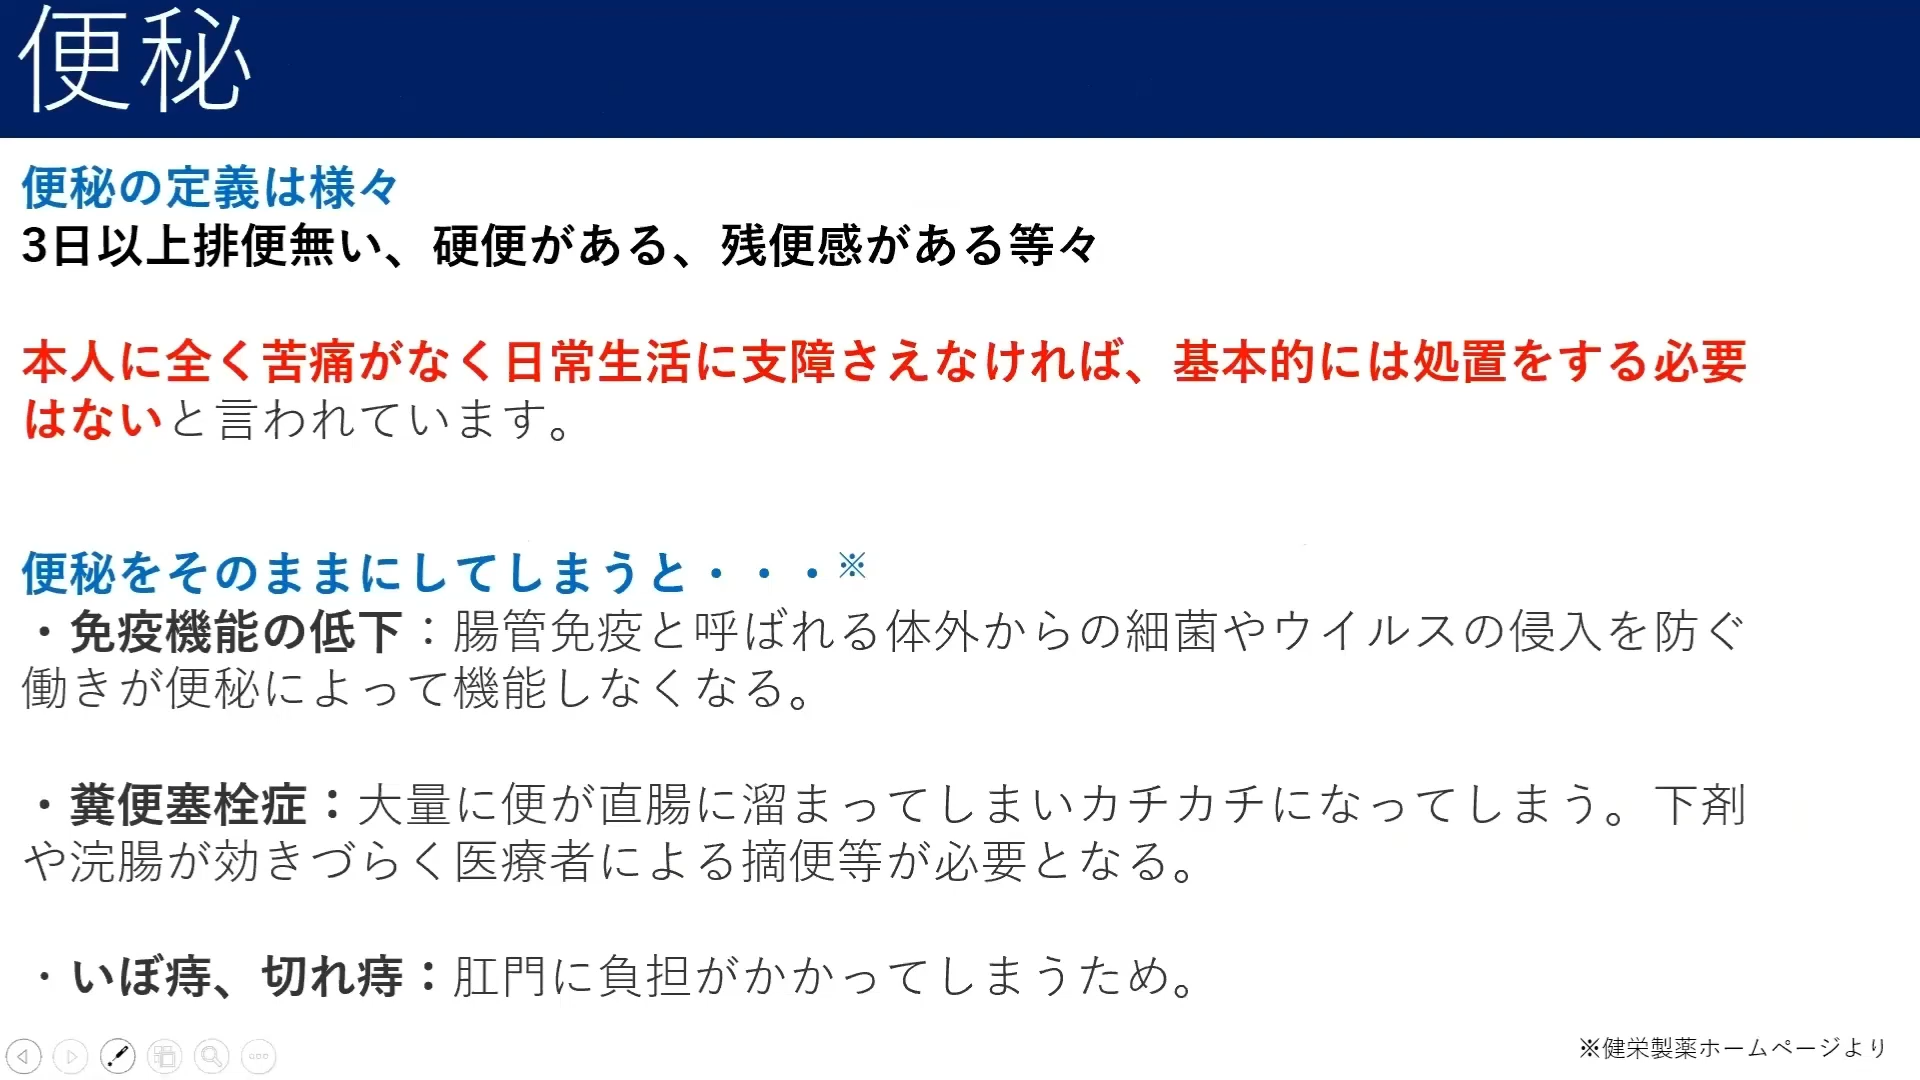 便秘
便秘の定義は様々
3日以上排便無い、硬便がある、残便感がある等々
本人に全く苦痛がなく日常生活に支障さえなければ、基本的には処置をする必要
はないと言われています。
便秘をそのままにしてしまうと・・・※
・免疫機能の低下：腸管免疫と呼ばれる体外からの細菌やウイルスの侵入を防ぐ
働きが便秘によって機能しなくなる。
・糞便塞栓症：大量に便が直腸に溜まってしまいカチカチになってしまう。下剤
や浣腸が効きづらく医療者による摘便等が必要となる。
・いぼ痔、切れ痔：肛門に負担がかかってしまうため。
※健栄製薬ホームページより